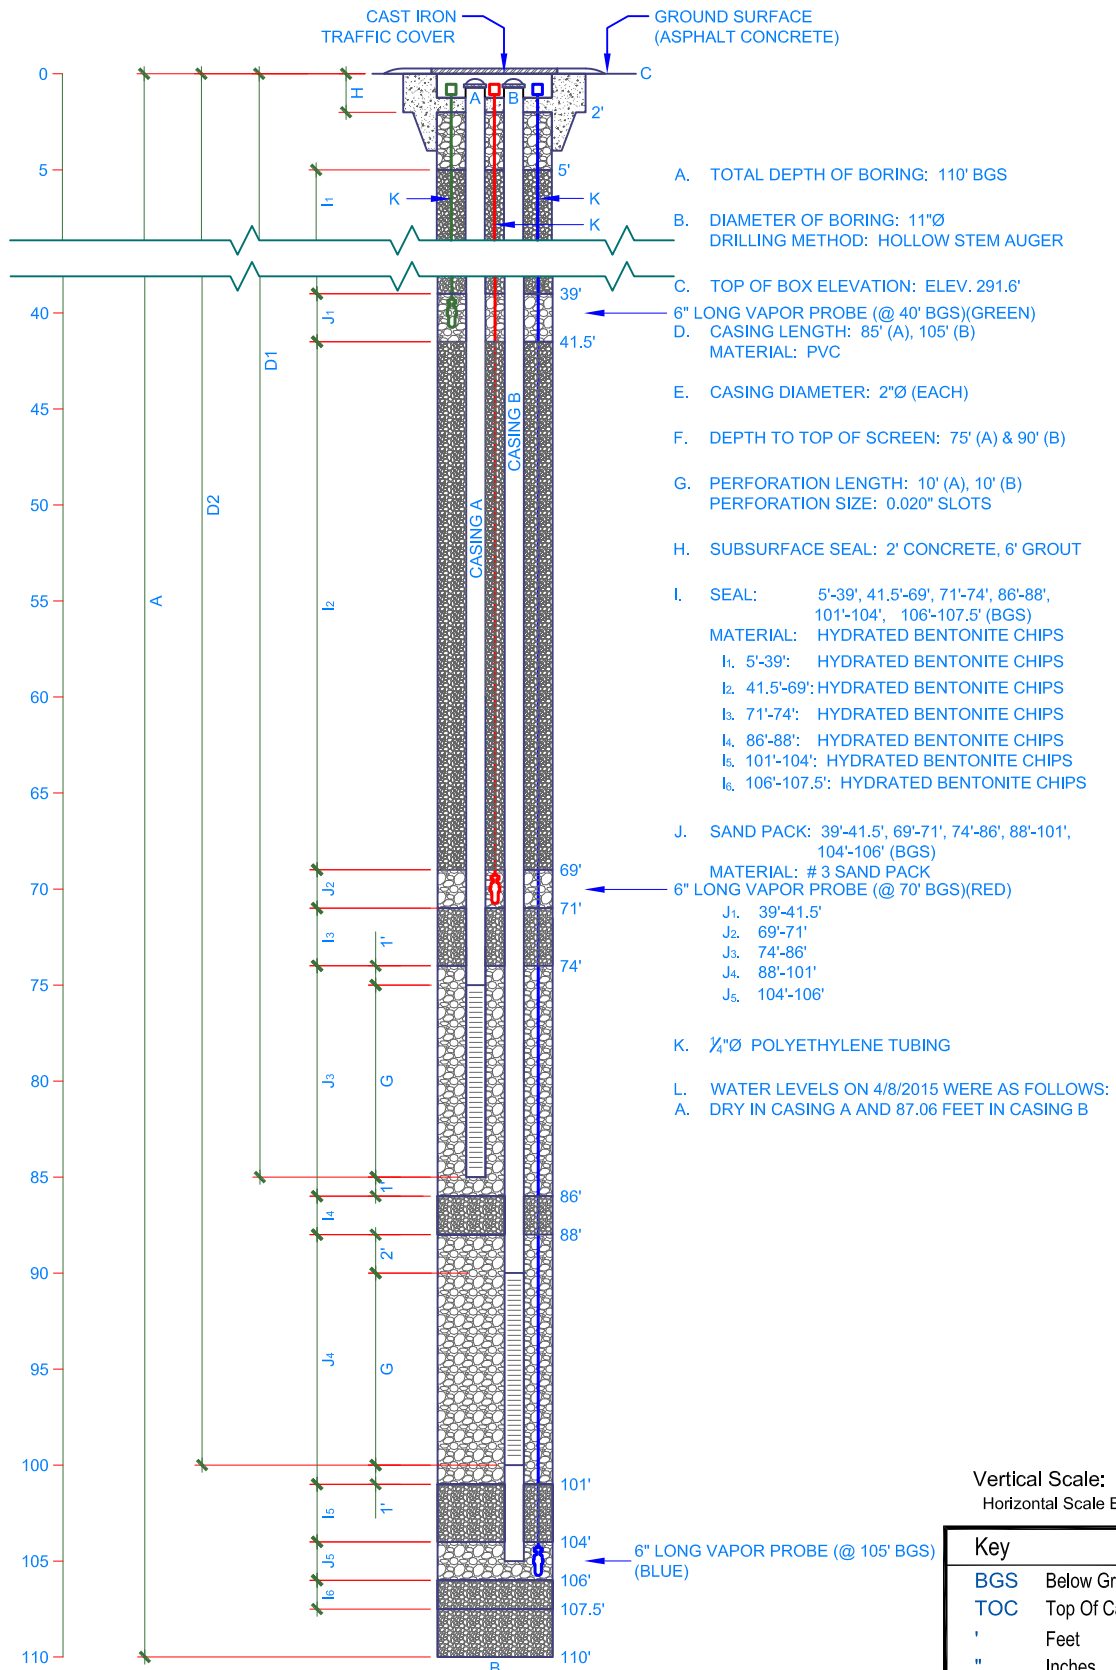 CAST IRON
TRAFFIC COVER
GROUND SURFACE
(ASPHALT CONCRETE)
0
5
40
45
50
55
60
65
70
75
80
85
90
95
100
105
110
A
D2
D1
H
I1
J1
I2
J2
I3
J3
I4
J4
I5
J5
I6
1'
G
1'
2'
G
1'
A
B
C
K
K
K
CASING A
CASING B
B
2'
5'
39'
41.5'
69'
71'
74'
86'
88'
101'
104'
106'
107.5'
110'
A. TOTAL DEPTH OF BORING: 110' BGS
B. DIAMETER OF BORING: 11"Ø
DRILLING METHOD: HOLLOW STEM AUGER
C. TOP OF BOX ELEVATION: ELEV. 291.6'
6" LONG VAPOR PROBE (@ 40' BGS)(GREEN)
D. CASING LENGTH: 85' (A), 105' (B)
MATERIAL: PVC
E. CASING DIAMETER: 2"Ø (EACH)
F. DEPTH TO TOP OF SCREEN: 75' (A) & 90' (B)
G. PERFORATION LENGTH: 10' (A), 10' (B)
PERFORATION SIZE: 0.020" SLOTS
H. SUBSURFACE SEAL: 2' CONCRETE, 6' GROUT
I. SEAL: 5'-39', 41.5'-69', 71'-74', 86'-88',
101'-104', 106'-107.5' (BGS)
MATERIAL: HYDRATED BENTONITE CHIPS
I1. 5'-39': HYDRATED BENTONITE CHIPS
I2. 41.5'-69': HYDRATED BENTONITE CHIPS
I3. 71'-74': HYDRATED BENTONITE CHIPS
I4. 86'-88': HYDRATED BENTONITE CHIPS
I5. 101'-104': HYDRATED BENTONITE CHIPS
I6. 106'-107.5': HYDRATED BENTONITE CHIPS
J. SAND PACK: 39'-41.5', 69'-71', 74'-86', 88'-101',
104'-106' (BGS)
MATERIAL: # 3 SAND PACK
6" LONG VAPOR PROBE (@ 70' BGS)(RED)
J1. 39'-41.5'
J2. 69'-71'
J3. 74'-86'
J4. 88'-101'
J5. 104'-106'
K. ¼"Ø POLYETHYLENE TUBING
L. WATER LEVELS ON 4/8/2015 WERE AS FOLLOWS:
A. DRY IN CASING A AND 87.06 FEET IN CASING B
6" LONG VAPOR PROBE (@ 105' BGS)
(BLUE)
Vertical Scale:
Horizontal Scale
Key
BGS Below
TOC Top Of
' Feet
" Inches